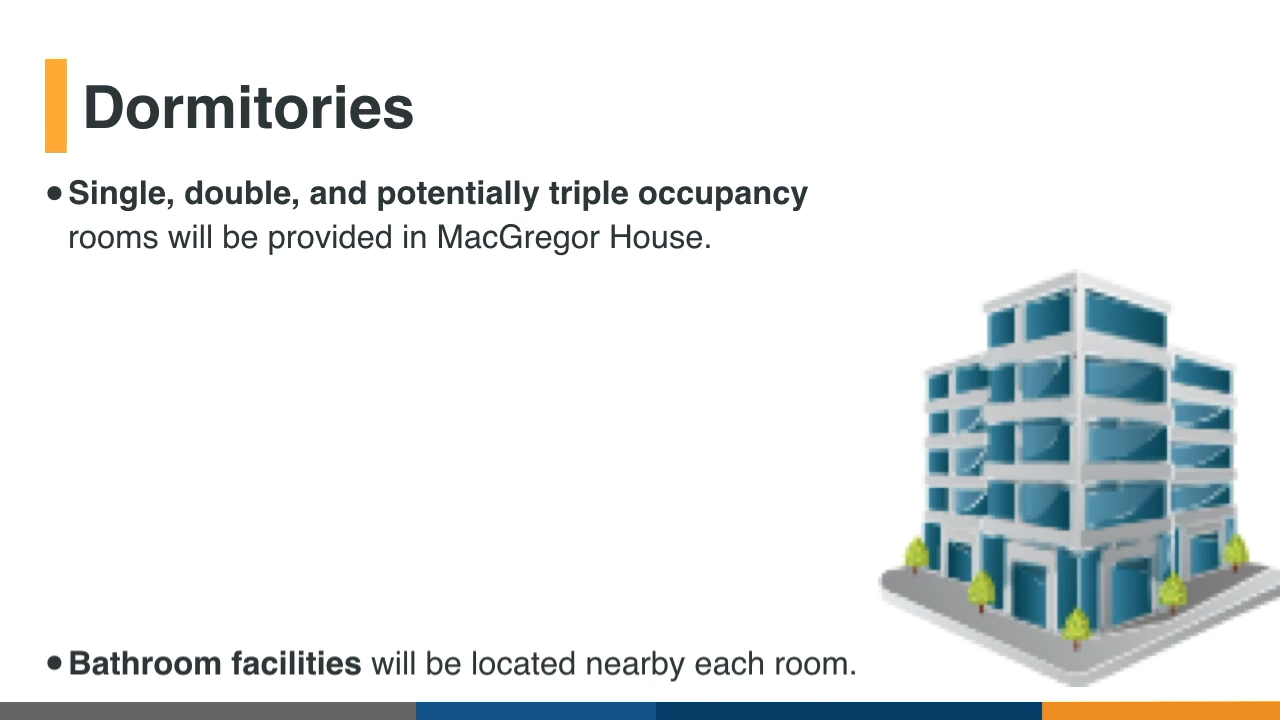 Dormitories
• Single, double, and potentially triple occupancy
rooms will be provided in MacGregor House.
• Bathroom facilities will be located nearby each room.